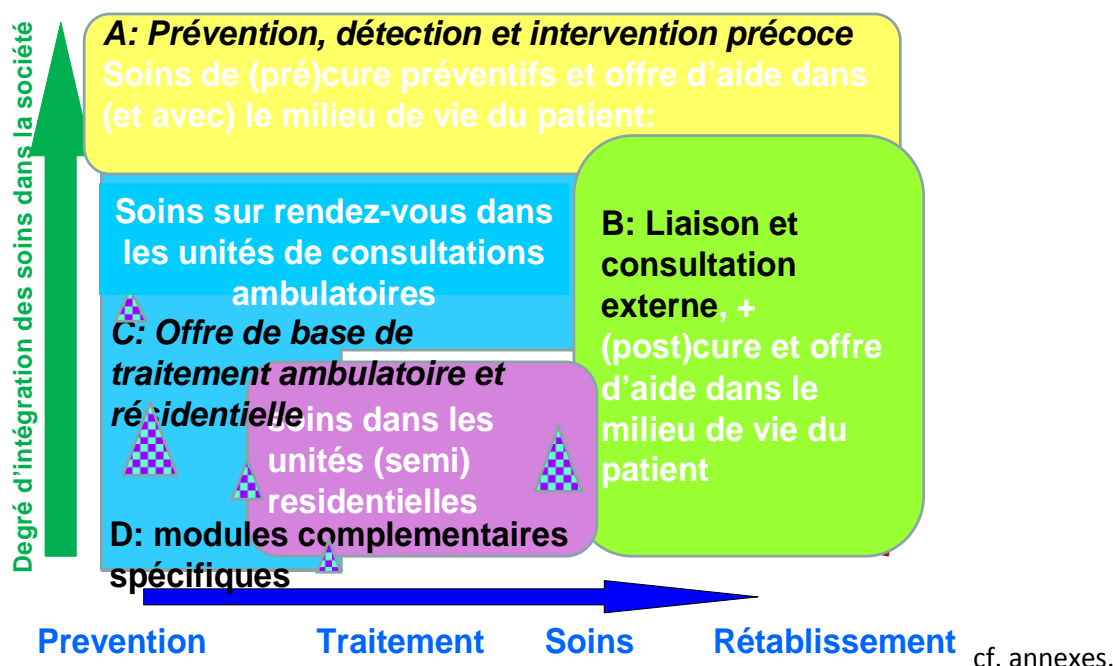 Degré d'intégration des soins dans la société
A: Prévention, détection et intervention précoce
Soins de (pré)cure préventifs et offre d'aide dans
(et avec) le milieu de vie du patient:
Soins sur rendez-vous dans
les unités de consultations
ambulatoires
C: Offre de base de
traitement ambulatoire et
résidentielle
soins dans les
unités (semi)
residentielles
D: modules complementaires
spécifiques
B: Liaison et
consultation
externe, +
(post)cure et offre
d'aide dans le
milieu de vie du
patient
Prevention Traitement Soins Rétablissement
cf. annexes.